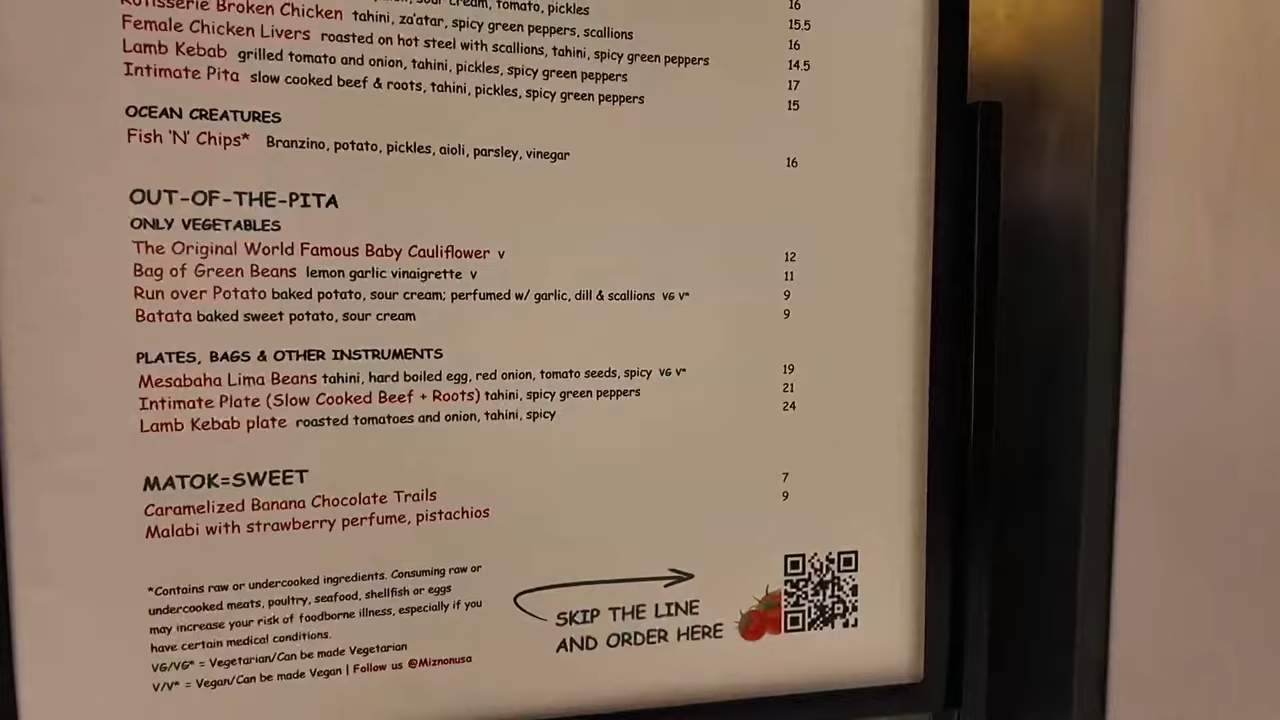 sour cream, tomato, pickles 16
Rotisserie Broken Chicken tahini, za'atar, spicy green peppers, scallions 15.5
Female Chicken Livers roasted on hot steel with scallions, tahini, spicy green peppers 16
Lamb Kebab grilled tomato and onion, tahini, pickles, spicy green peppers 14.5
Intimate Pita slow cooked beef & roots, tahini, pickles, spicy green peppers 17
15
OCEAN CREATURES
Fish 'N' Chips* Branzino, potato, pickles, aioli, parsley, vinegar 16
OUT-OF-THE-PITA
ONLY VEGETABLES
The Original World Famous Baby Cauliflower V 12
Bag of Green Beans lemon garlic vinaigrette V 11
Run over Potato baked potato, sour cream; perfumed w/ garlic, dill & scallions VG V* 9
Batata baked sweet potato, sour cream 9
PLATES, BAGS & OTHER INSTRUMENTS
Mesabaha Lima Beans tahini, hard boiled egg, red onion, tomato seeds, spicy VG V* 19
Intimate Plate (Slow Cooked Beef + Roots) tahini, spicy green peppers 21
Lamb Kebab plate roasted tomatoes and onion, tahini, spicy 24
MATOK=SWEET
Caramelized Banana Chocolate Trails 7
Malabi with strawberry perfume, pistachios 9
*Contains raw or undercooked ingredients. Consuming raw or
undercooked meats, poultry, seafood, shellfish or eggs
may increase your risk of foodborne illness, especially if you
have certain medical conditions.
VG/VG* = Vegetarian/Can be made Vegetarian
V/V* = Vegan/Can be made Vegan | Follow us @Miznonusa
SKIP THE LINE
AND ORDER HERE